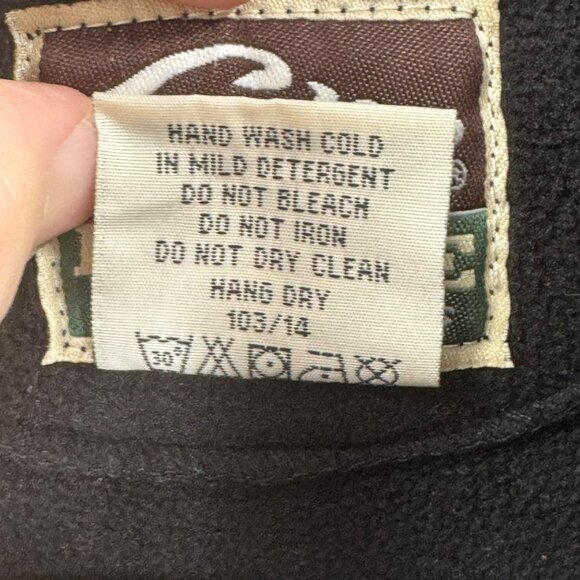 HAND WASH COLD
IN MILD DETERGENT
DO NOT BLEACH
DO NOT IRON
DO NOT DRY CLEAN
HANG DRY
103/14
30°